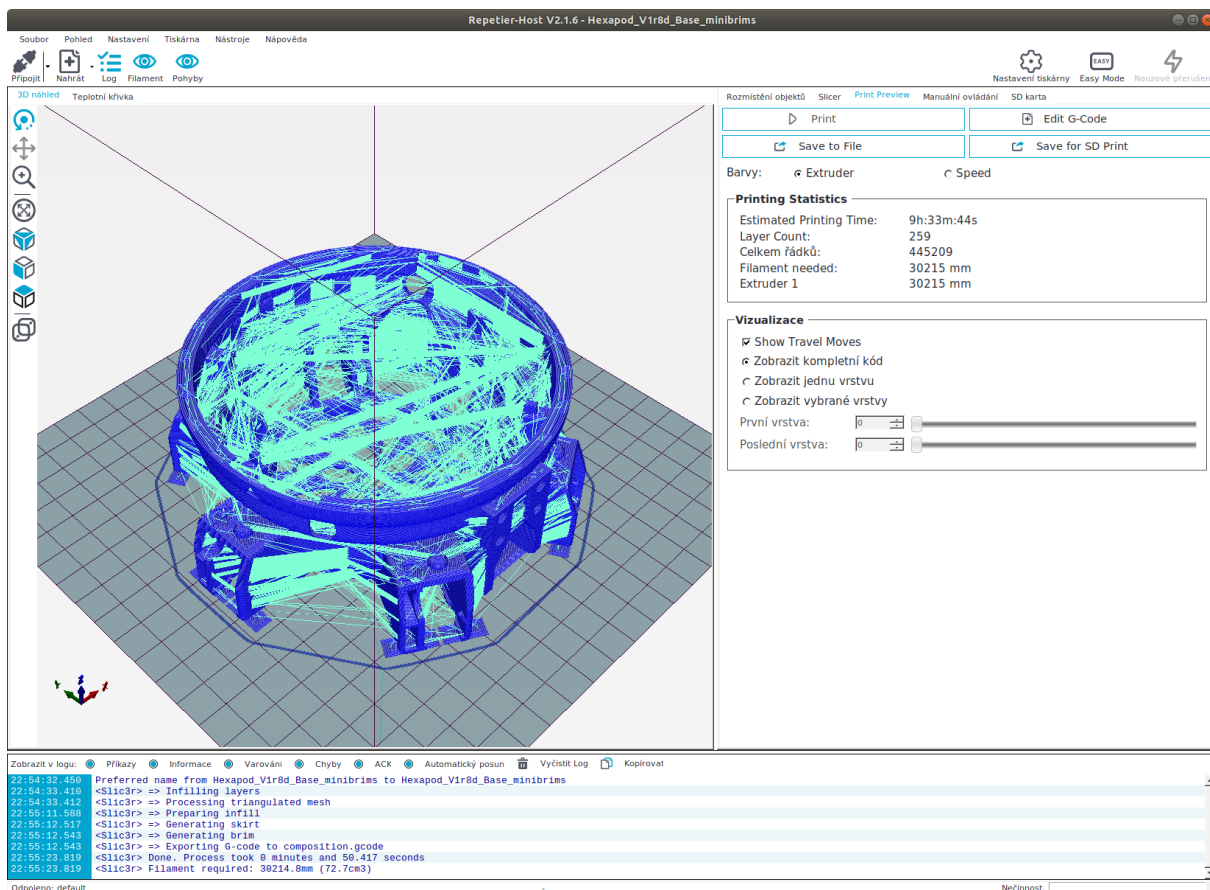 Repetier-Host V2.1.6 - Hexapod_V1r8d_Base_minibrims
Soubor Pohled Nastavení Tiskárna Nástroje Nápověda
EASY
Připojit Nahrát Log Filament Pohyby Nastavení tiskárny Easy Mode Nouzové přerušen
3D náhled Teplotní křivka
Rozmístění objektů Slicer Print Preview Manuální ovládání SD karta
Print Edit G-Code
Save to File Save for SD Print
Barvy: Extruder Speed
Printing Statistics
Estimated Printing Time: 9h:33m:44s
Layer Count: 259
Celkem řádků: 445209
Filament needed: 30215 mm
Extruder 1 30215 mm
Vizualizace
Show Travel Moves
Zobrazit kompletní kód
Zobrazit jednu vrstvu
Zobrazit vybrané vrstvy
První vrstva: 0
Poslední vrstva: 0
Zobrazit v logu: Příkazy Informace Varování Chyby ACK Automatický posun Vyčistit Log Kopírovat
22:54:32.450 Preferred name from Hexapod_V1r8d_Base_minibrims to Hexapod_V1r8d_Base_minibrims
22:54:33.410 <Slic3r> => Infilling layers
22:54:33.412 <Slic3r> => Processing triangulated mesh
22:55:11.588 <Slic3r> => Preparing infill
22:55:12.517 <Slic3r> => Generating skirt
22:55:12.543 <Slic3r> => Generating brim
22:55:12.543 <Slic3r> => Exporting G-code to composition.gcode
22:55:23.819 <Slic3r> Done. Process took 0 minutes and 50.417 seconds
22:55:23.819 <Slic3r> Filament required: 30214.8mm (72.7cm3)
Odpojeno: default - Nečinnost